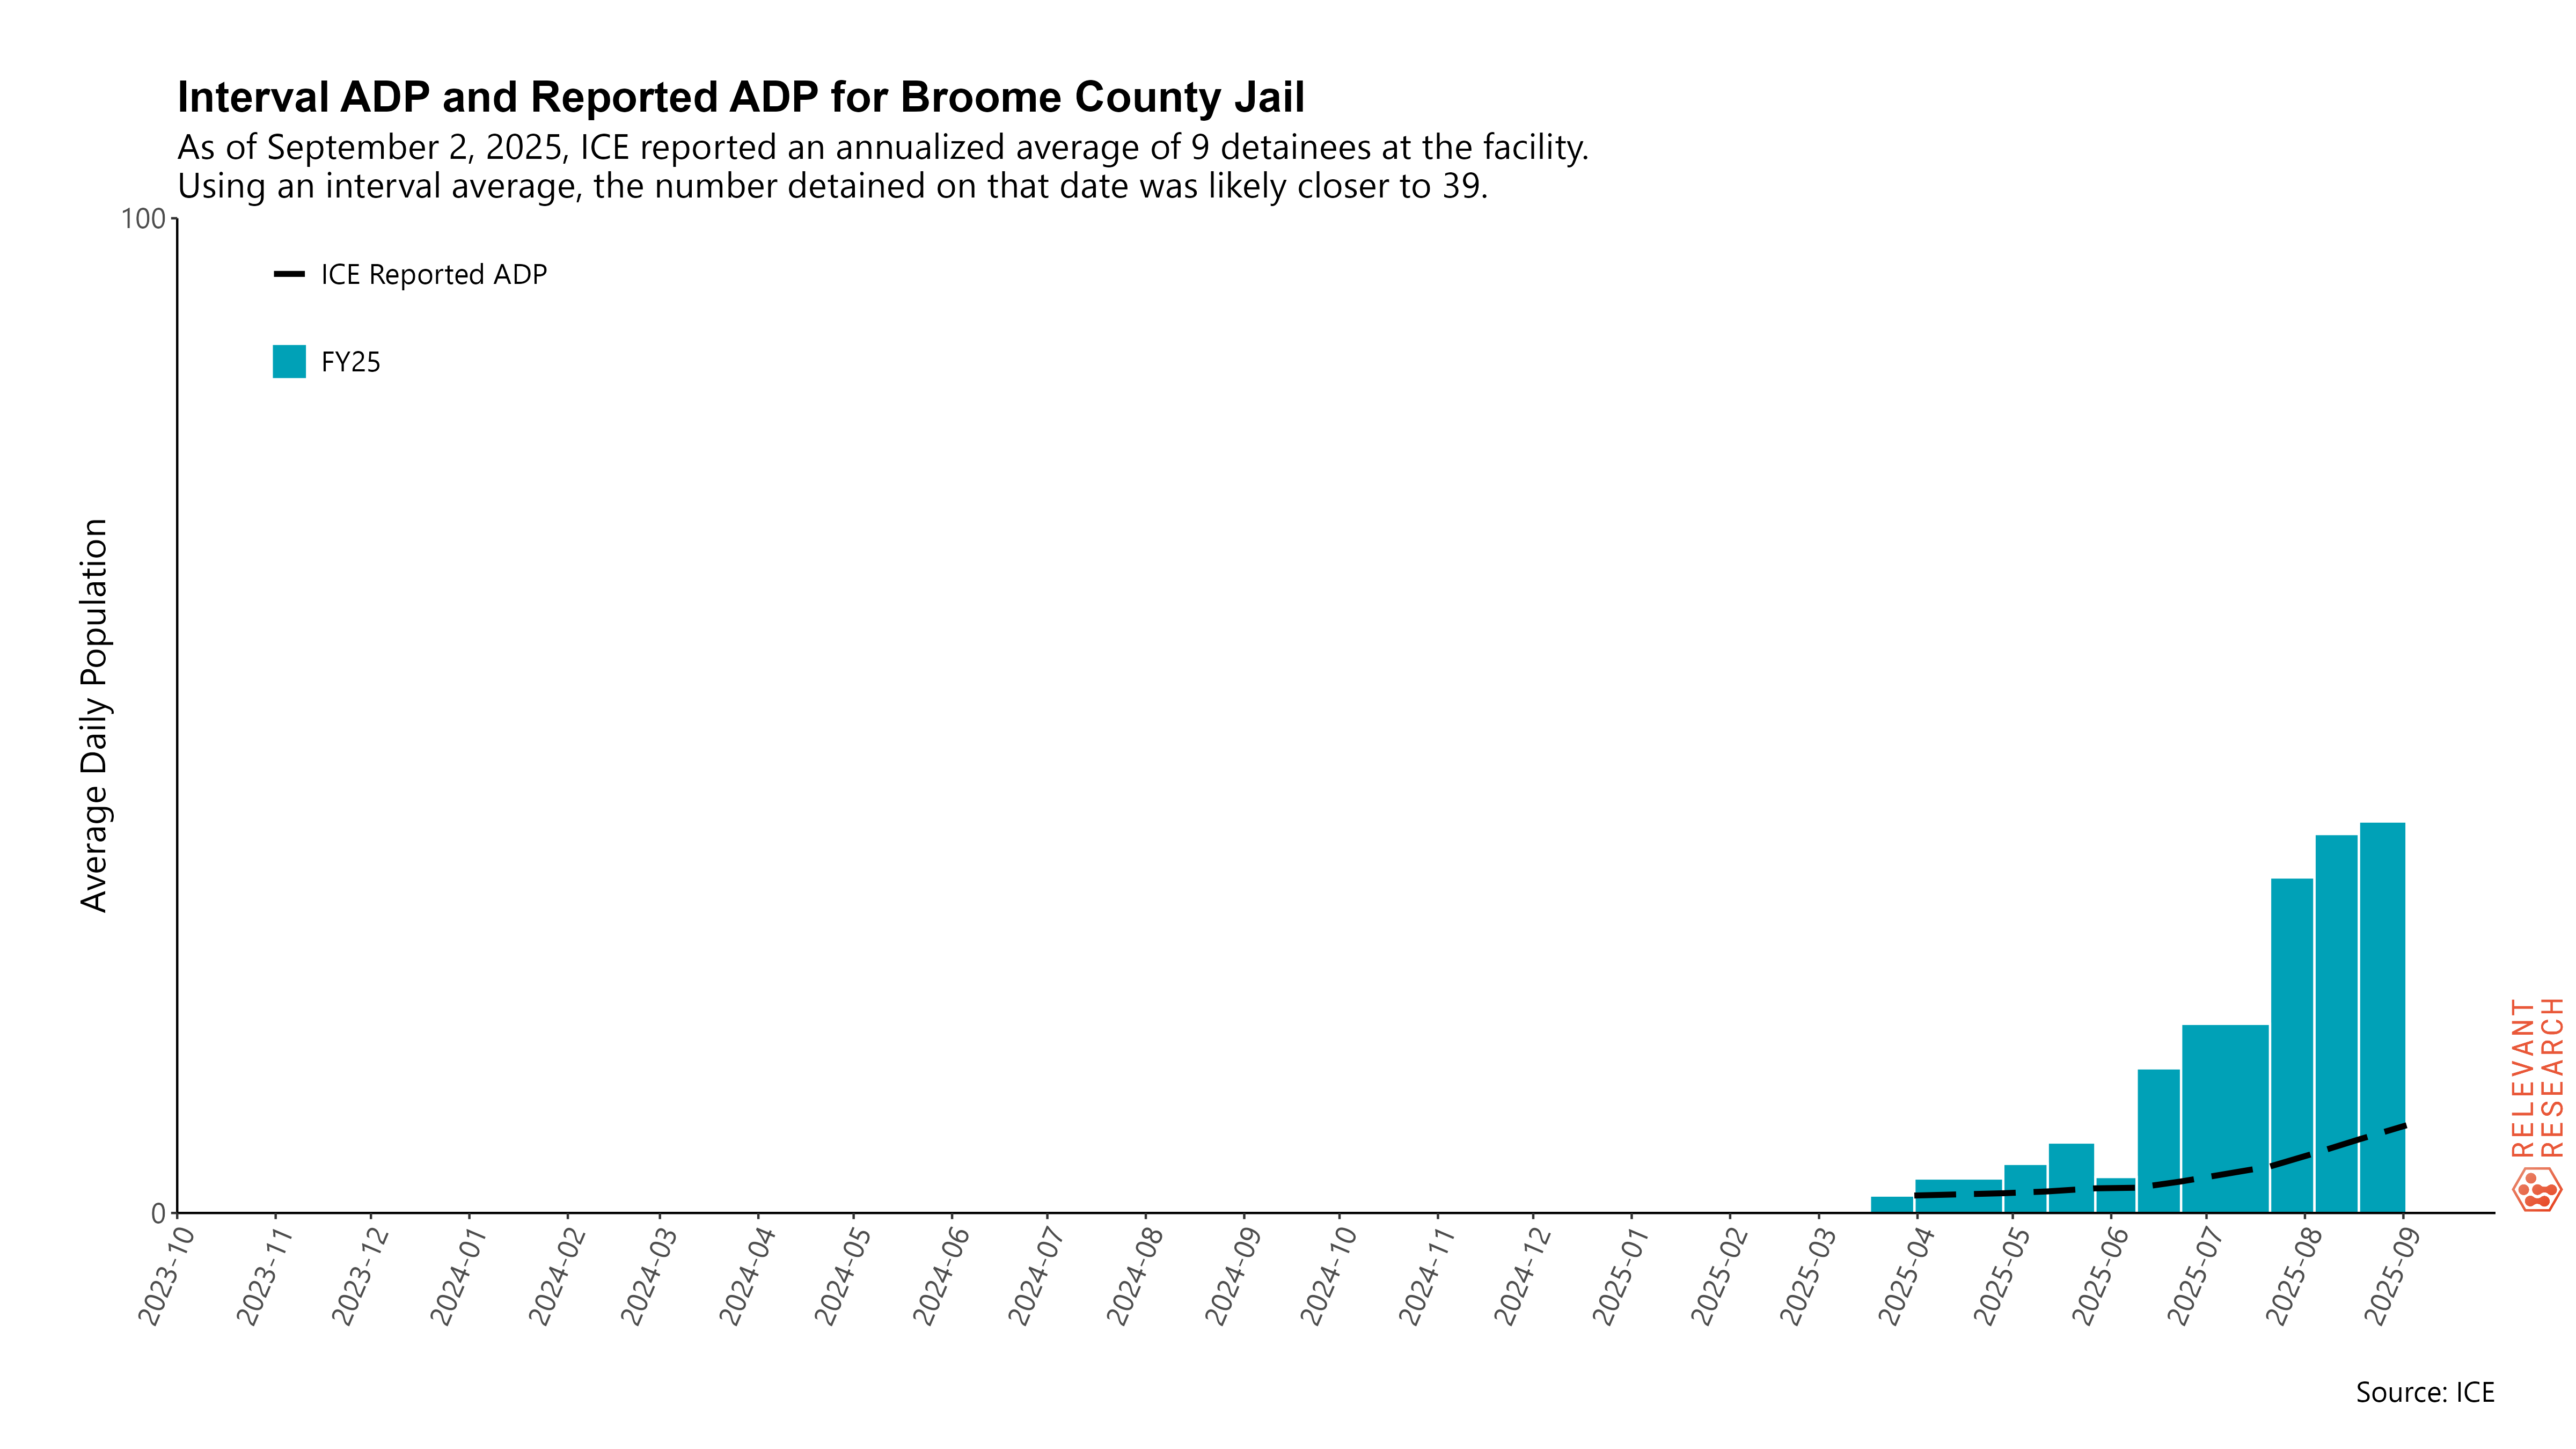 Interval ADP and Reported ADP for Broome County Jail
As of September 2, 2025, ICE reported an annualized average of 9 detainees at the facility.
Using an interval average, the number detained on that date was likely closer to 39.
100
ICE Reported ADP
FY25
Average Daily Population
0
2023-10
2023-11
2023-12
2024-01
2024-02
2024-03
2024-04
2024-05
2024-06
2024-07
2024-08
2024-09
2024-10
2024-11
2024-12
2025-01
2025-02
2025-03
2025-04
2025-05
2025-06
2025-07
2025-08
2025-09
RELEVANT
RESEARCH
Source: ICE